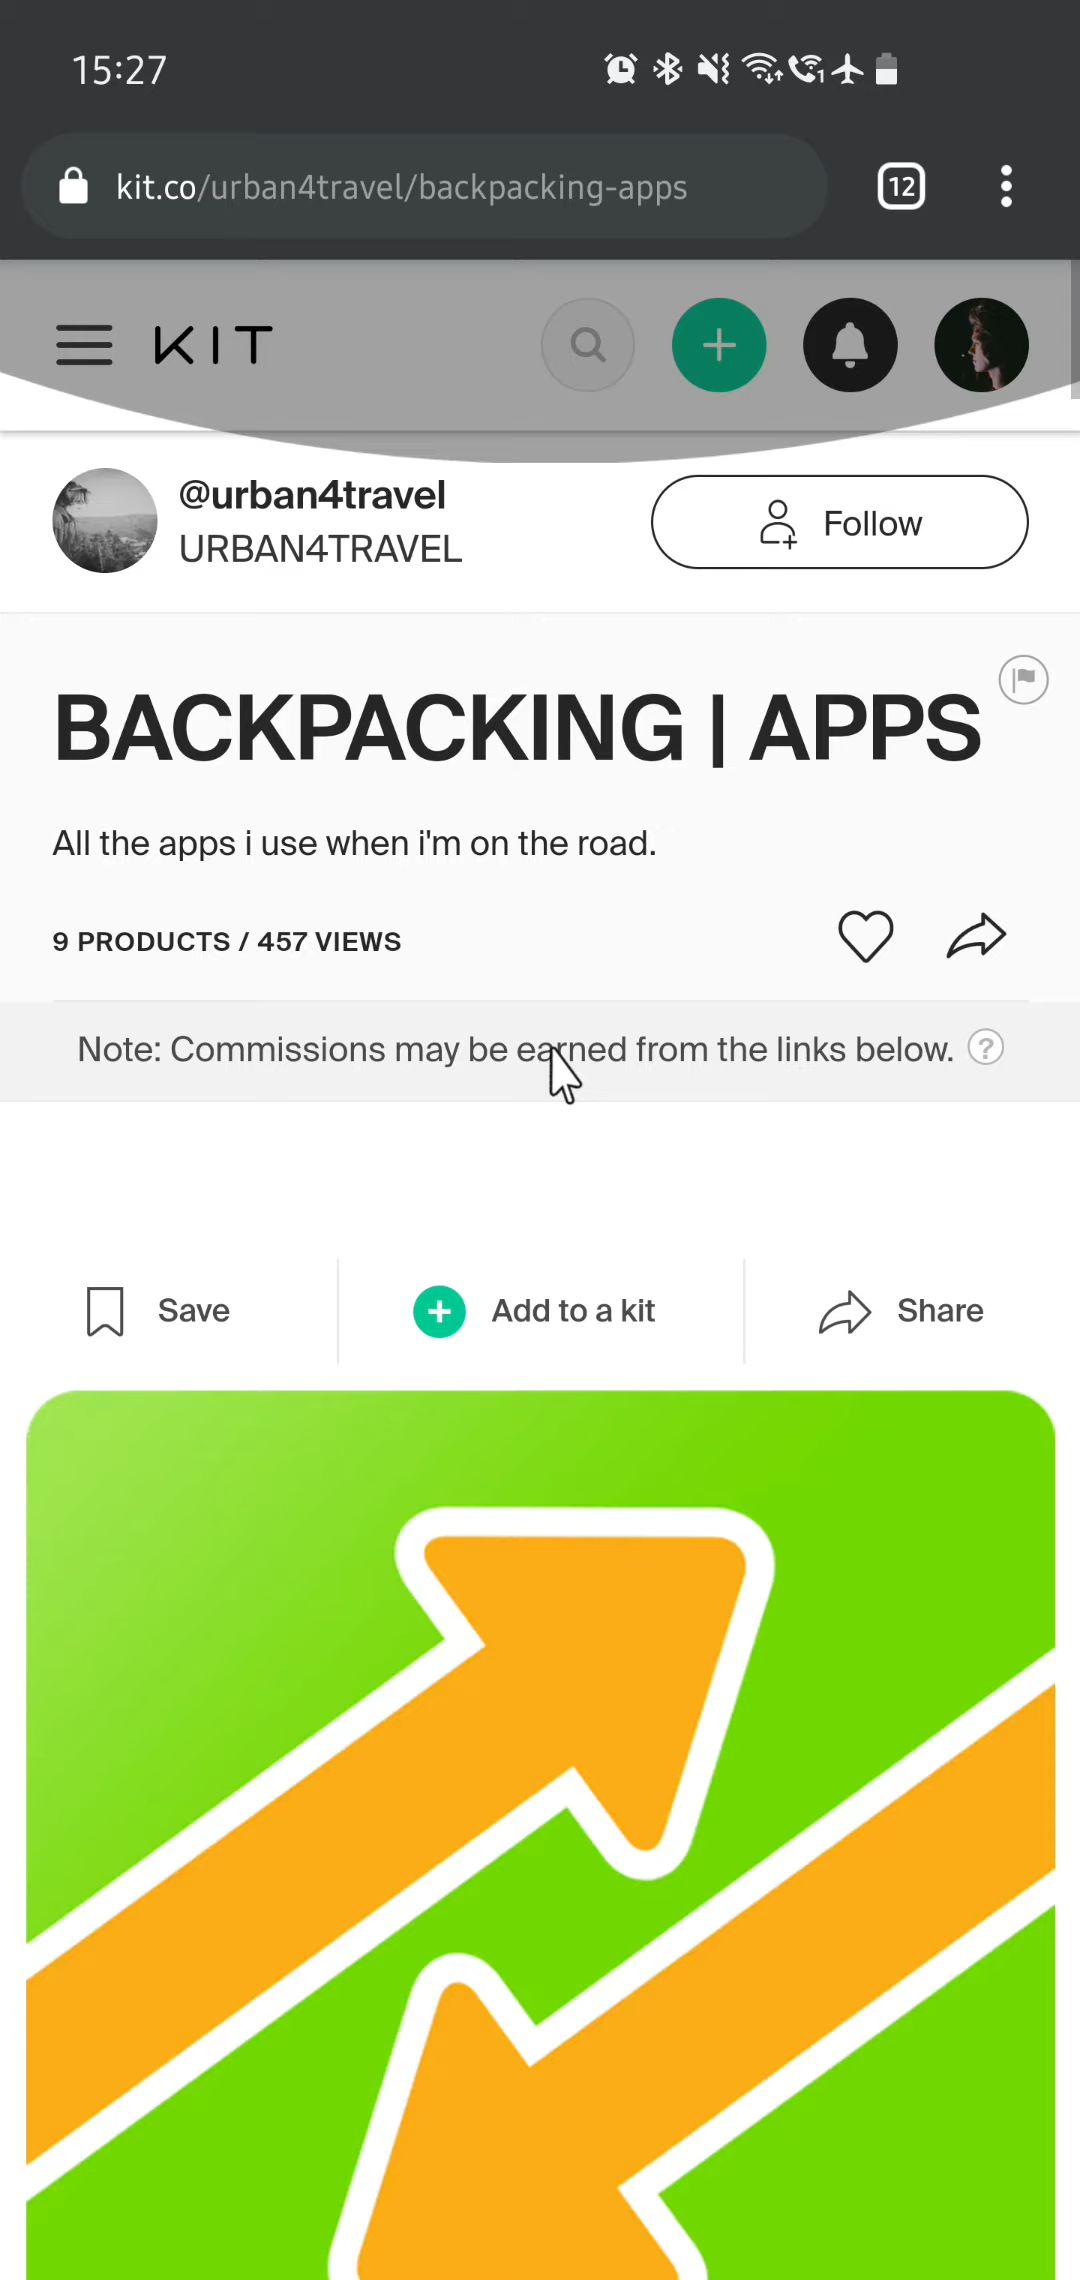 15:27
kit.co/urban4travel/backpacking-apps
12
KIT
@urban4travel
URBAN4TRAVEL
Follow
BACKPACKING | APPS
All the apps i use when i'm on the road.
9 PRODUCTS / 457 VIEWS
Note: Commissions may be earned from the links below. ?
Save
Add to a kit
Share